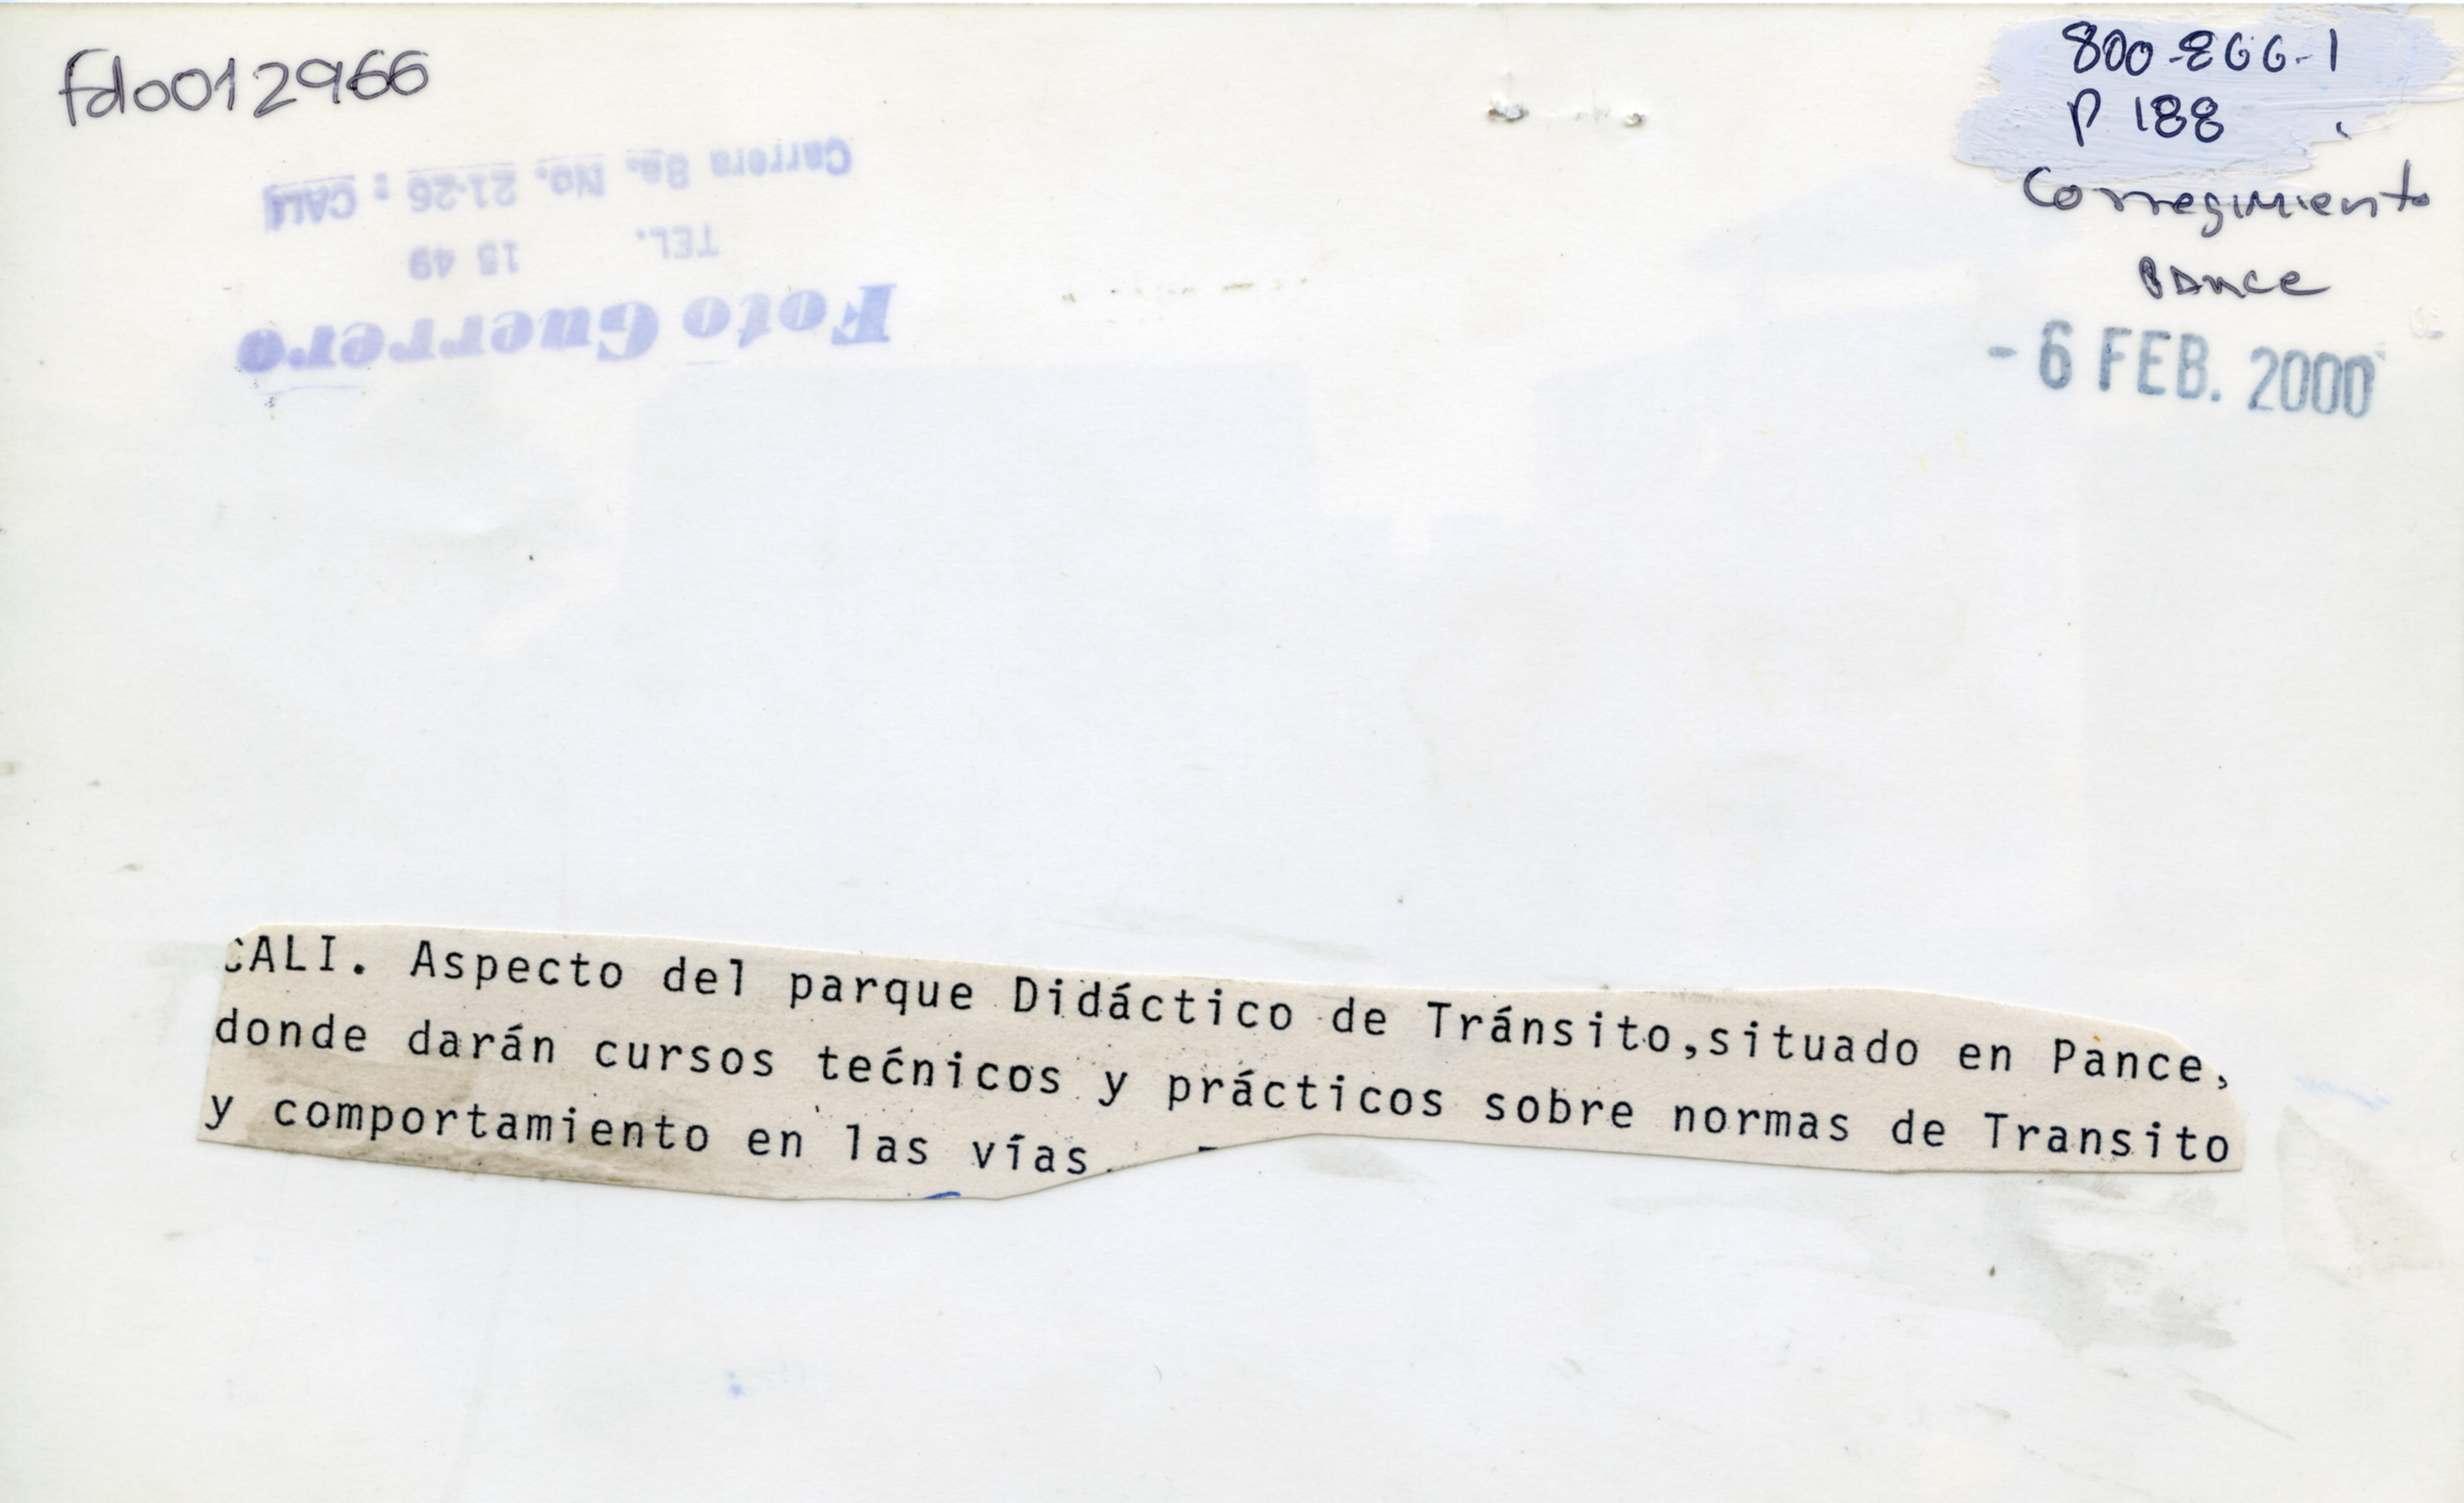 fdo0012966
800-866-1
P 188
Corregimiento
Pance
- 6 FEB. 2000
Foto Guerrero
TEL. 15 49
Carrera 8a. No. 21-26 : CALI
CALI. Aspecto del parque Didáctico de Tránsito,situado en Pance,
donde darán cursos tećnicos y prácticos sobre normas de Transito
y comportamiento en las vías.